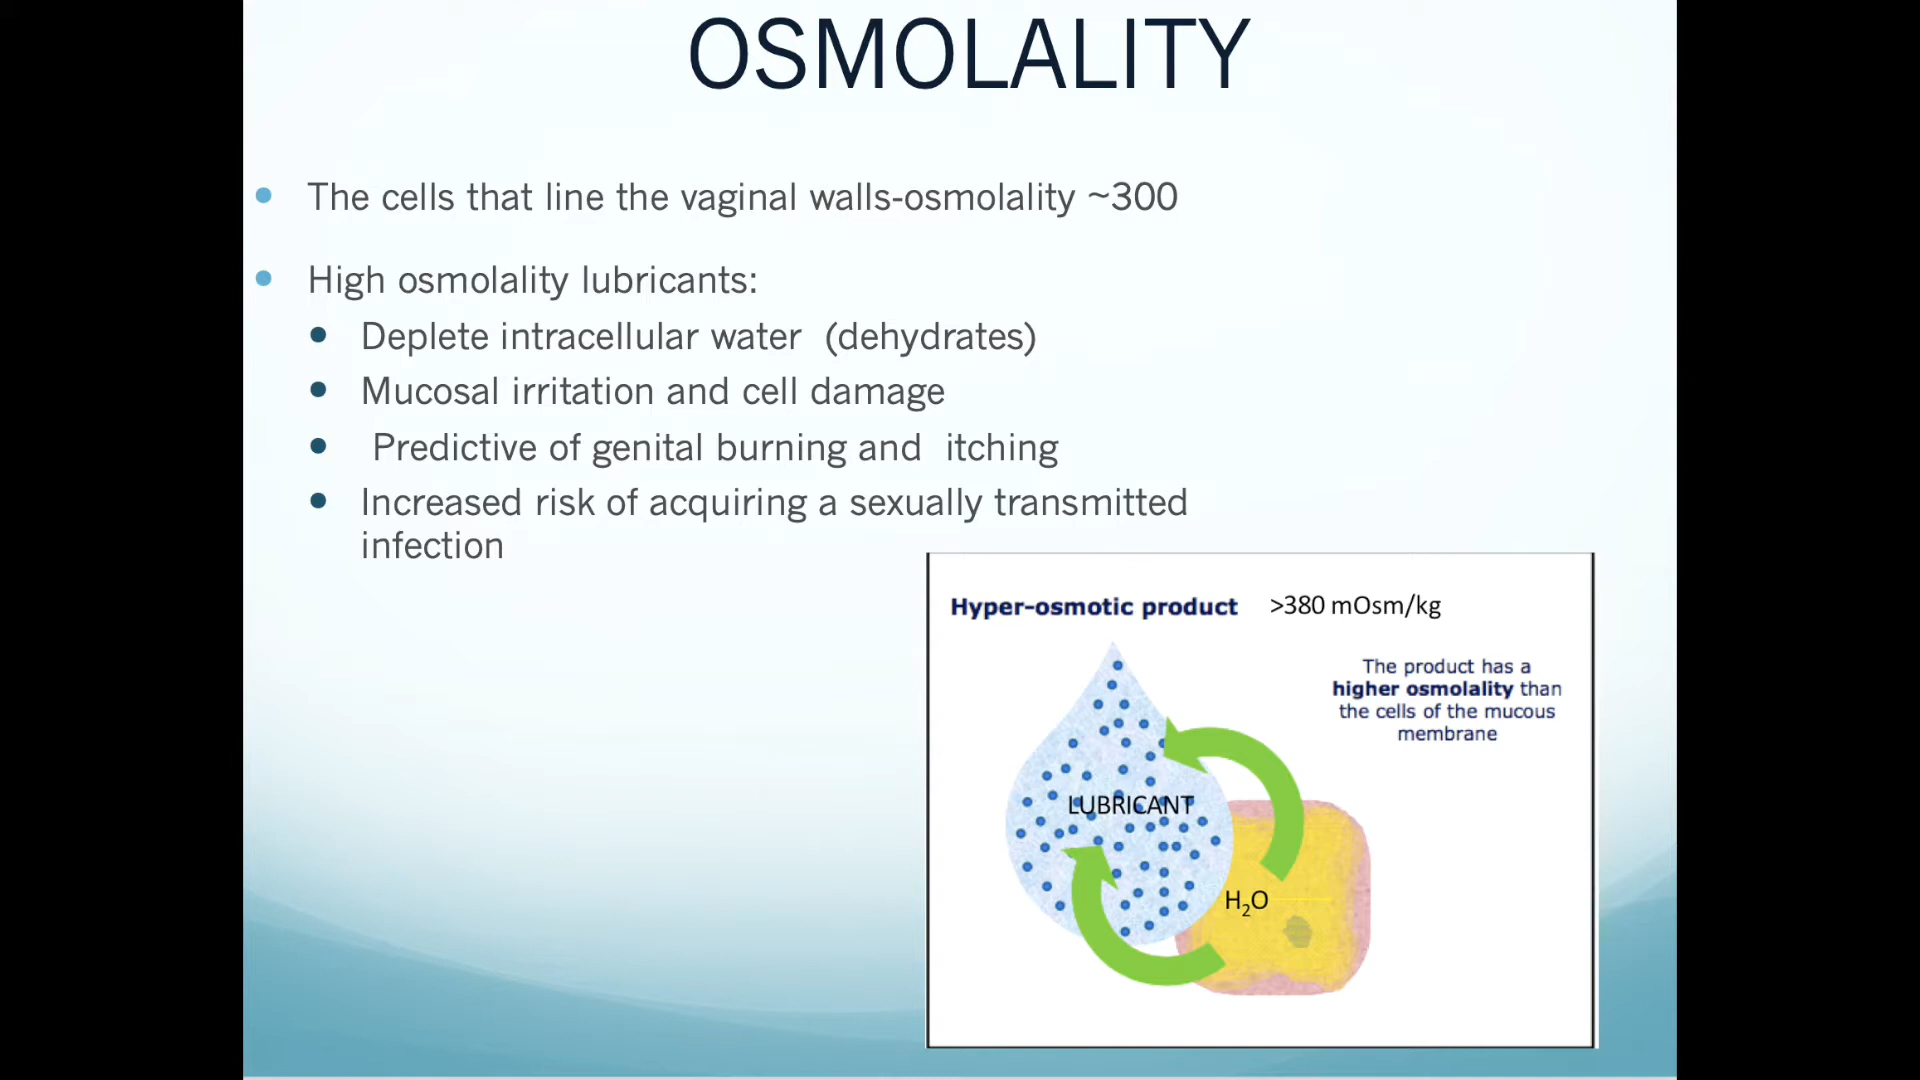 OSMOLALITY
The cells that line the vaginal walls-osmolality ~300
High osmolality lubricants:
Deplete intracellular water (dehydrates)
Mucosal irritation and cell damage
Predictive of genital burning and itching
Increased risk of acquiring a sexually transmitted
infection
Hyper-osmotic product >380 mOsm/kg
The product has a
higher osmolality than
the cells of the mucous
membrane
LUBRICANT
H₂O